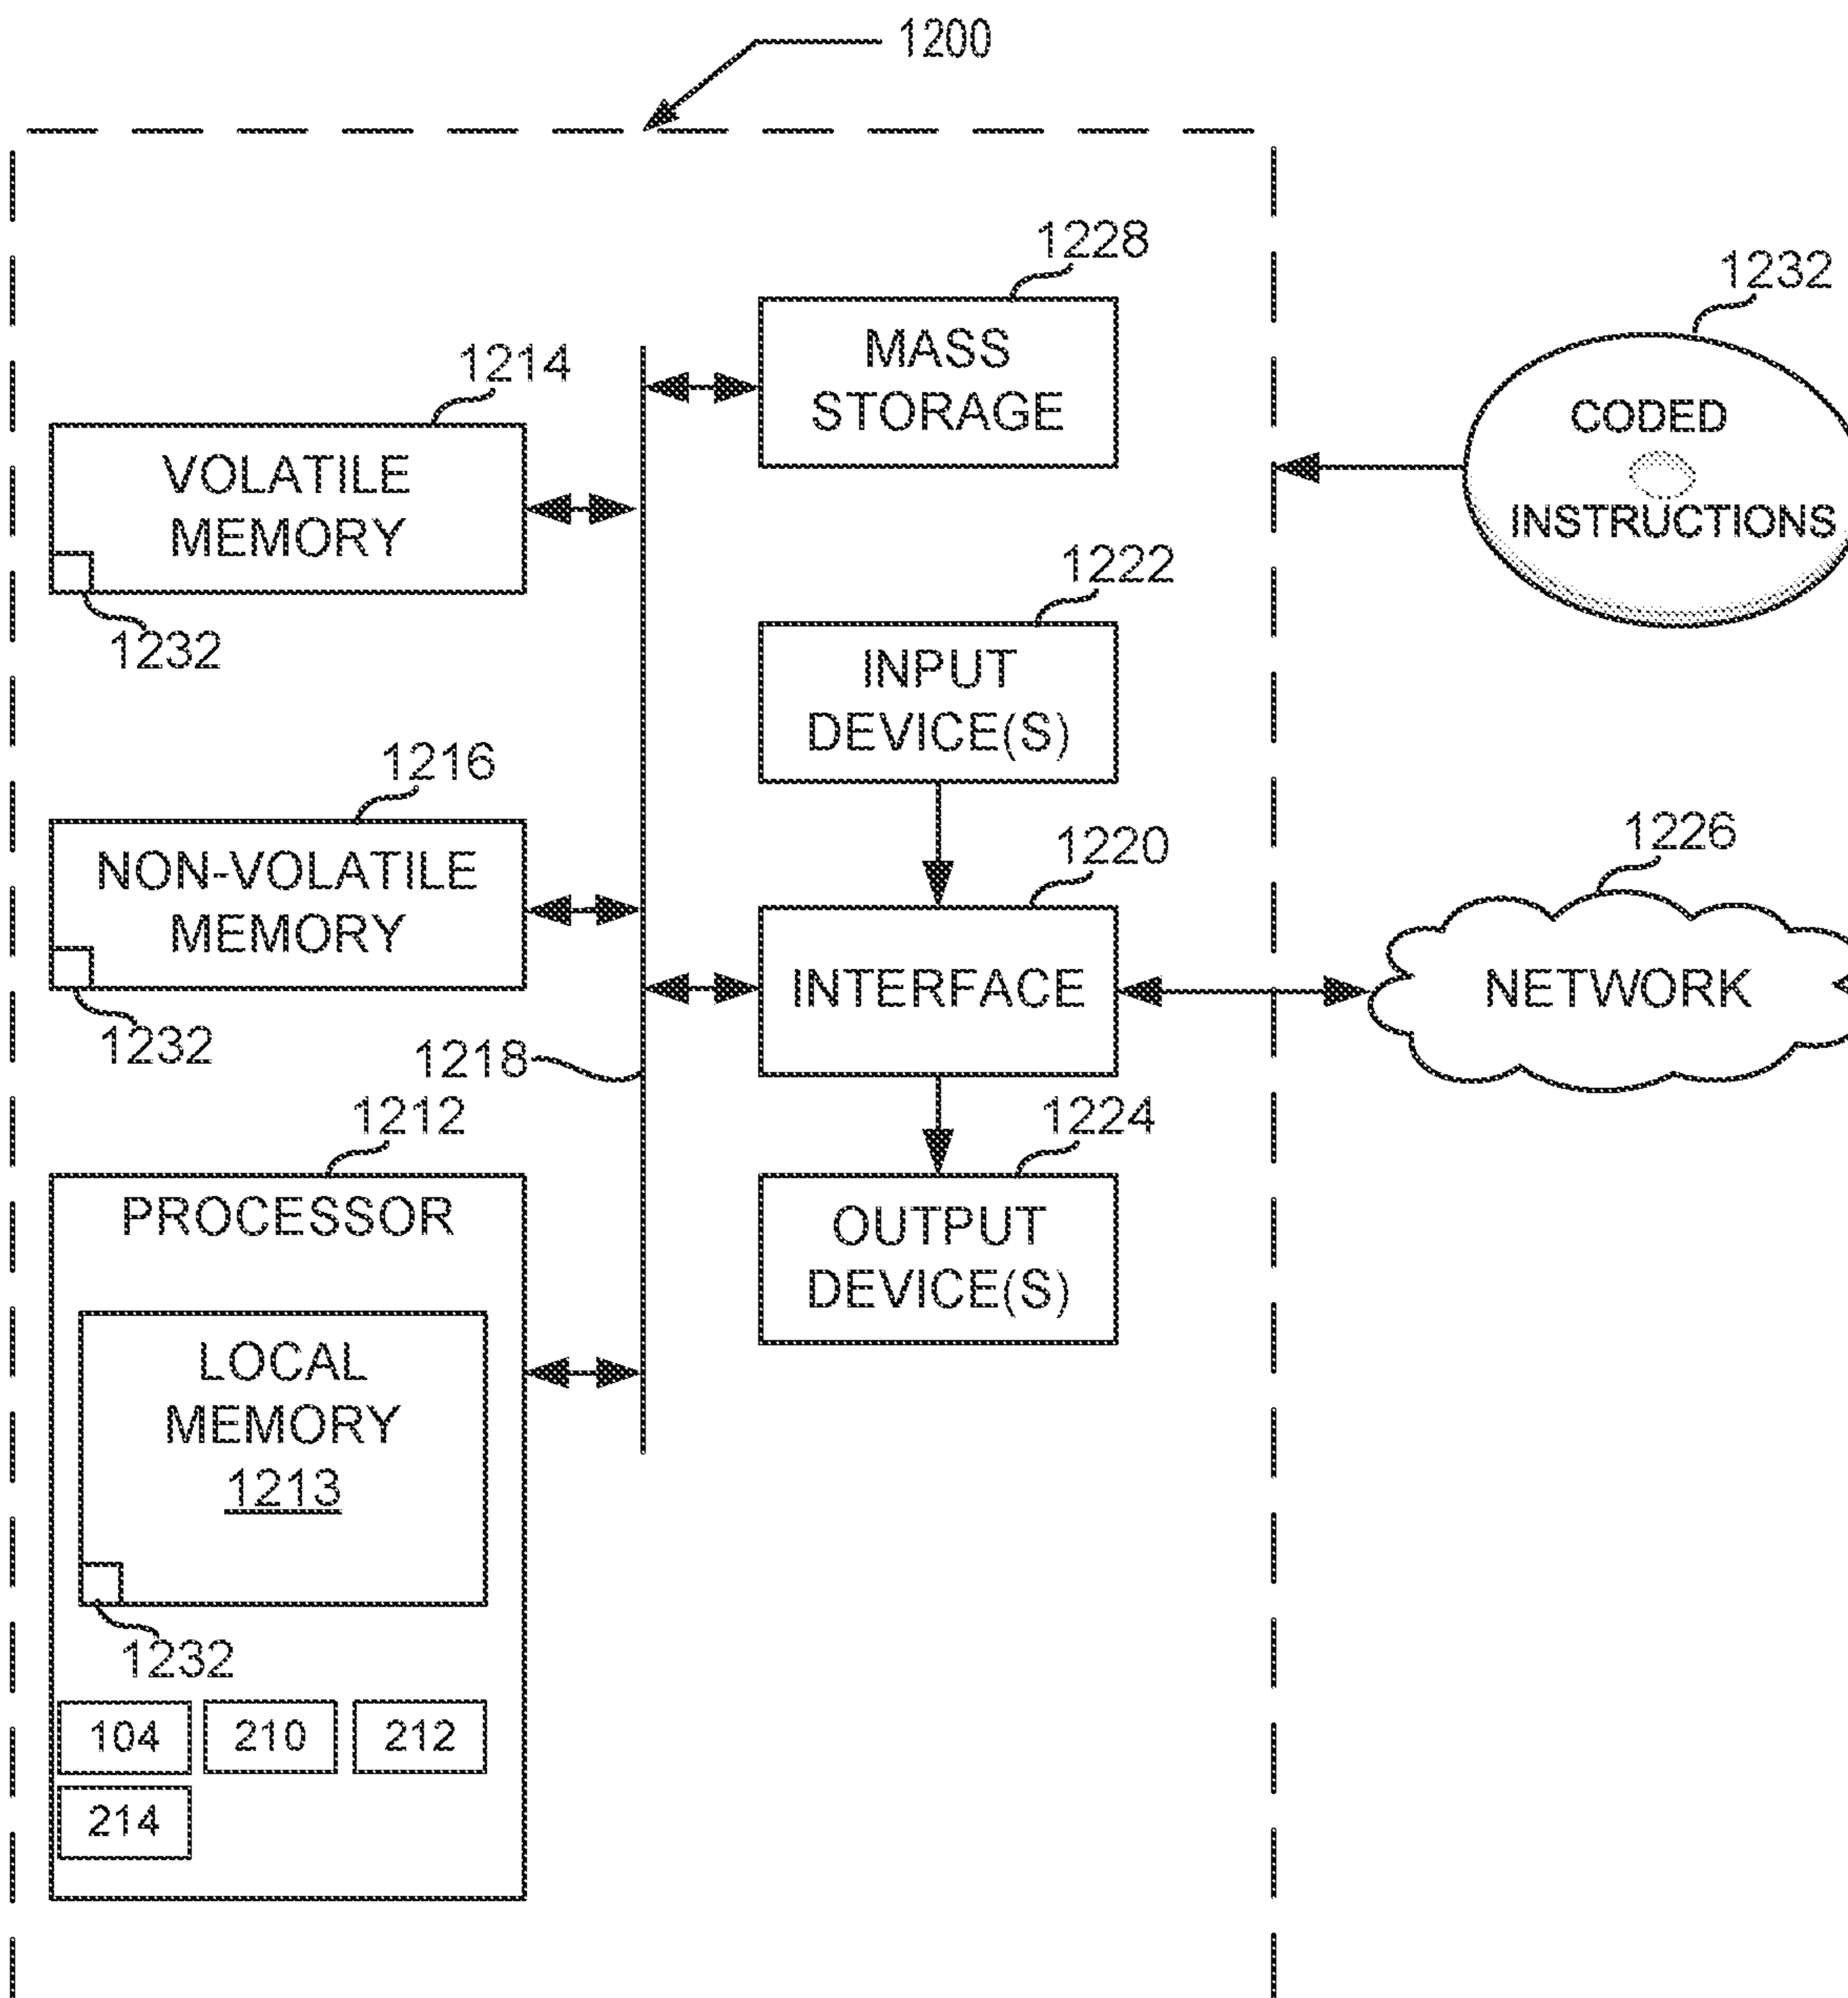 1200
1228
MASS
STORAGE
1232
CODED
INSTRUCTIONS
1214
VOLATILE
MEMORY
1232
1222
INPUT
DEVICE(S)
1216
NON-VOLATILE
MEMORY
1232
1220
INTERFACE
1226
NETWORK
1218
1212
PROCESSOR
LOCAL
MEMORY
1213
1232
104
210
212
214
1224
OUTPUT
DEVICE(S)